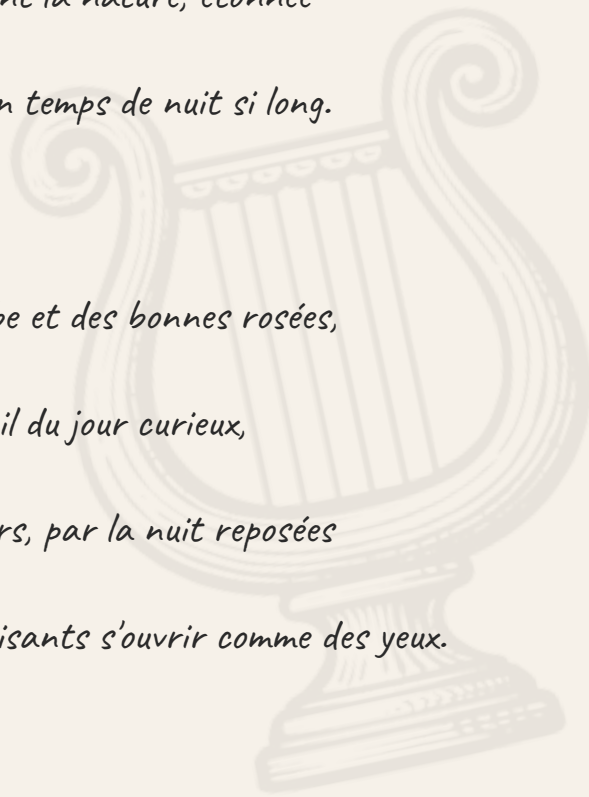 temps de nuit si long.
et des bonnes rosées,
du jour curieux,
par la nuit reposées
s'ouvrir comme des yeux.